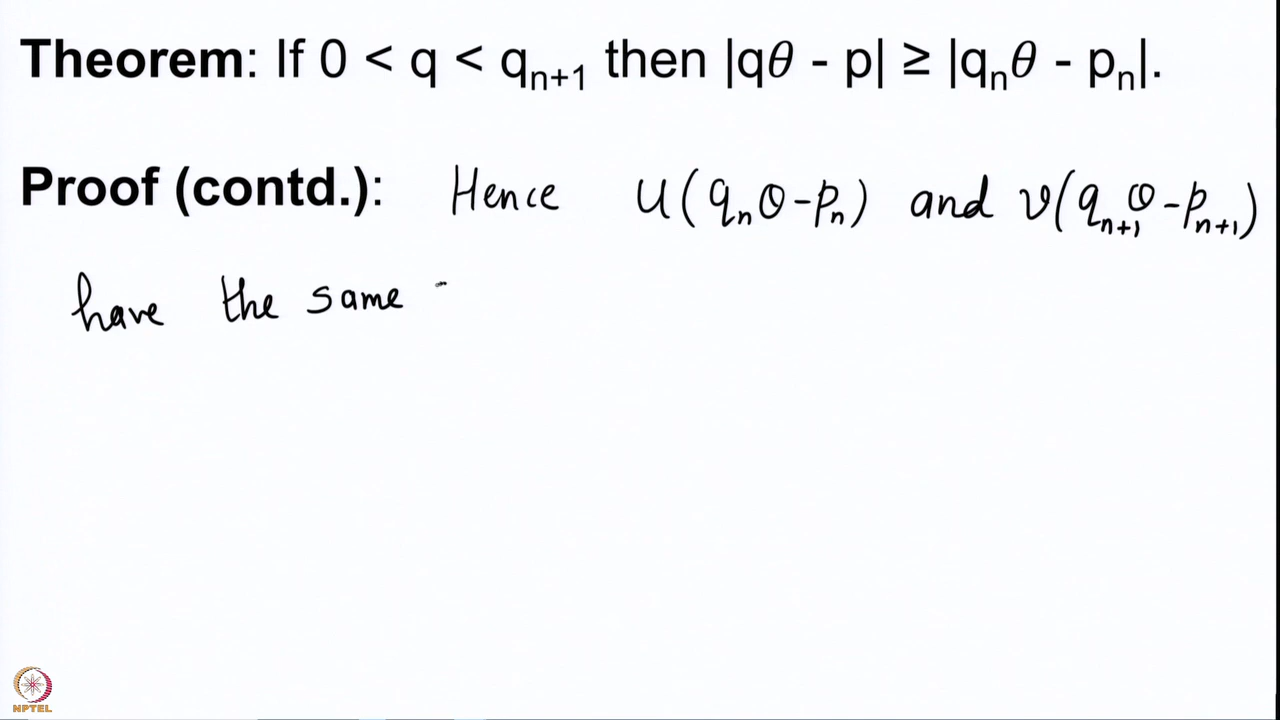 Theorem: If 0 < q < qₙ₊₁ then |qθ - p| ≥ |qₙθ - pₙ|.
Proof (contd.): Hence u(qₙθ-pₙ) and v(qₙ₊₁θ-pₙ₊₁)
have the same
NPTEL